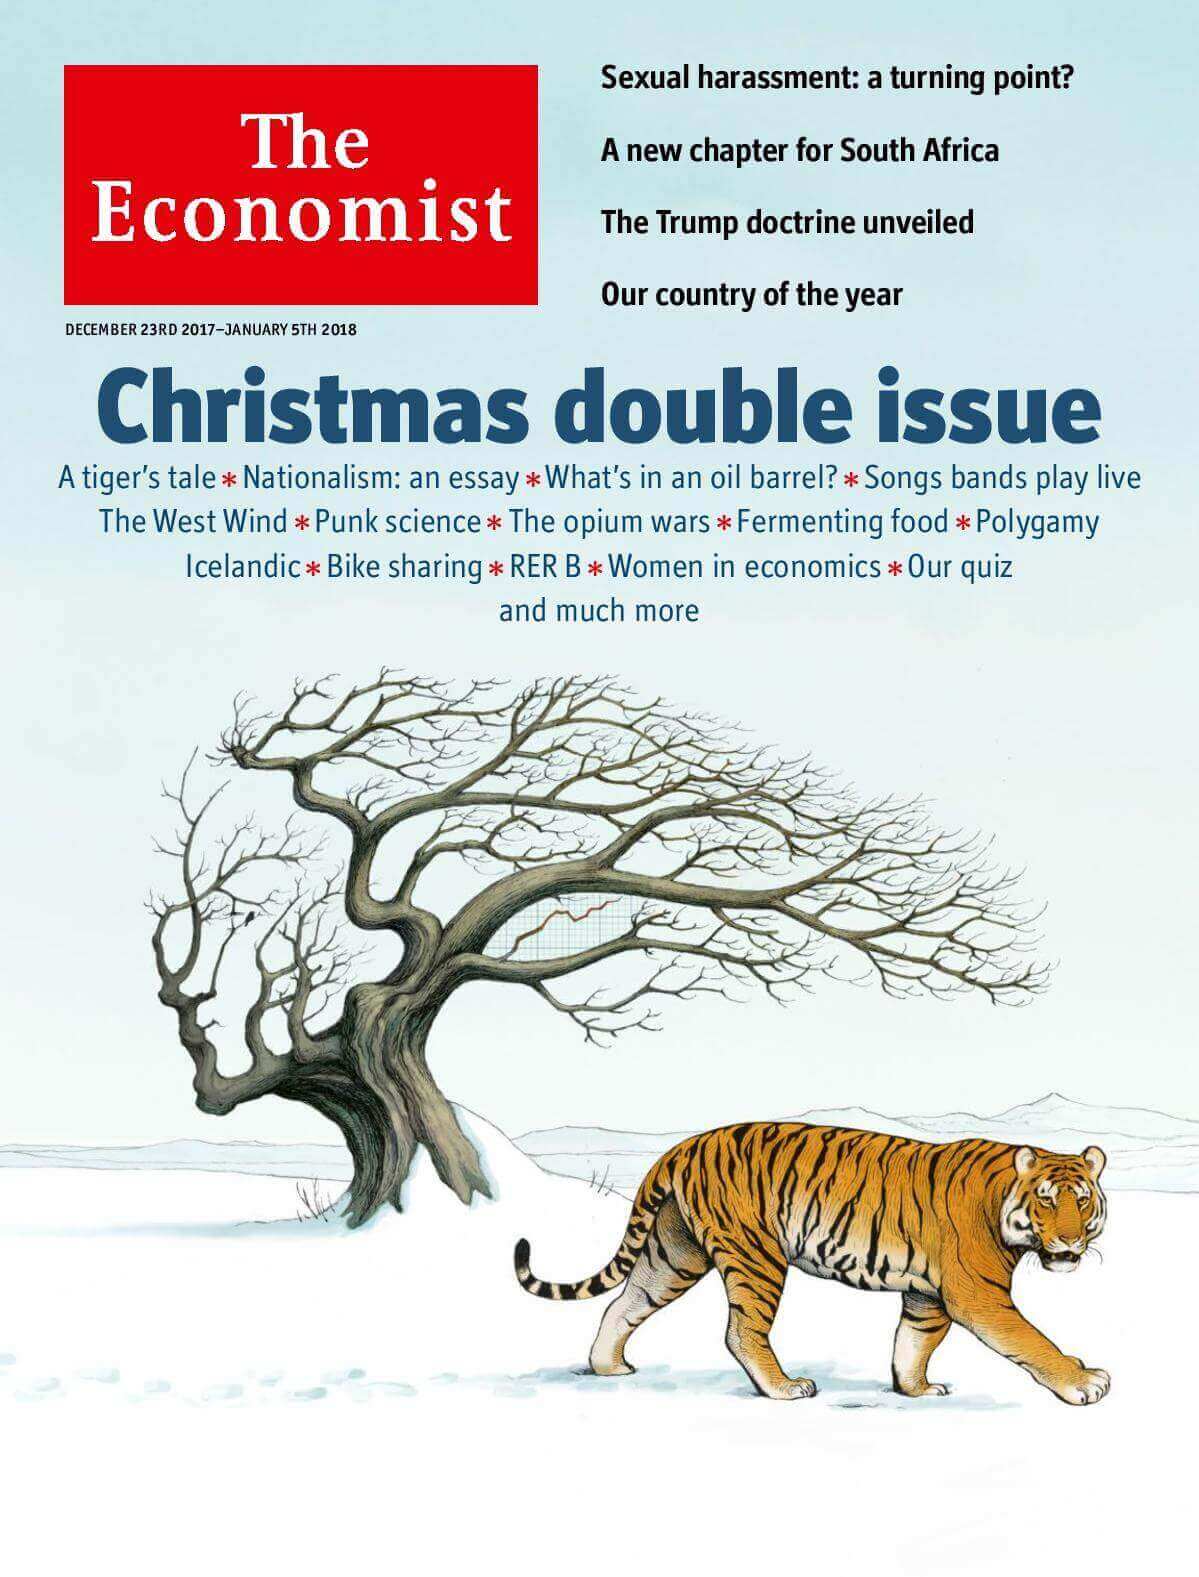 The
Economist
DECEMBER 23RD 2017–JANUARY 5TH 2018
Sexual harassment: a turning point?
A new chapter for South Africa
The Trump doctrine unveiled
Our country of the year
Christmas double issue
A tiger’s tale * Nationalism: an essay * What’s in an oil barrel? * Songs bands play live
The West Wind * Punk science * The opium wars * Fermenting food * Polygamy
Icelandic * Bike sharing * RER B * Women in economics * Our quiz
and much more